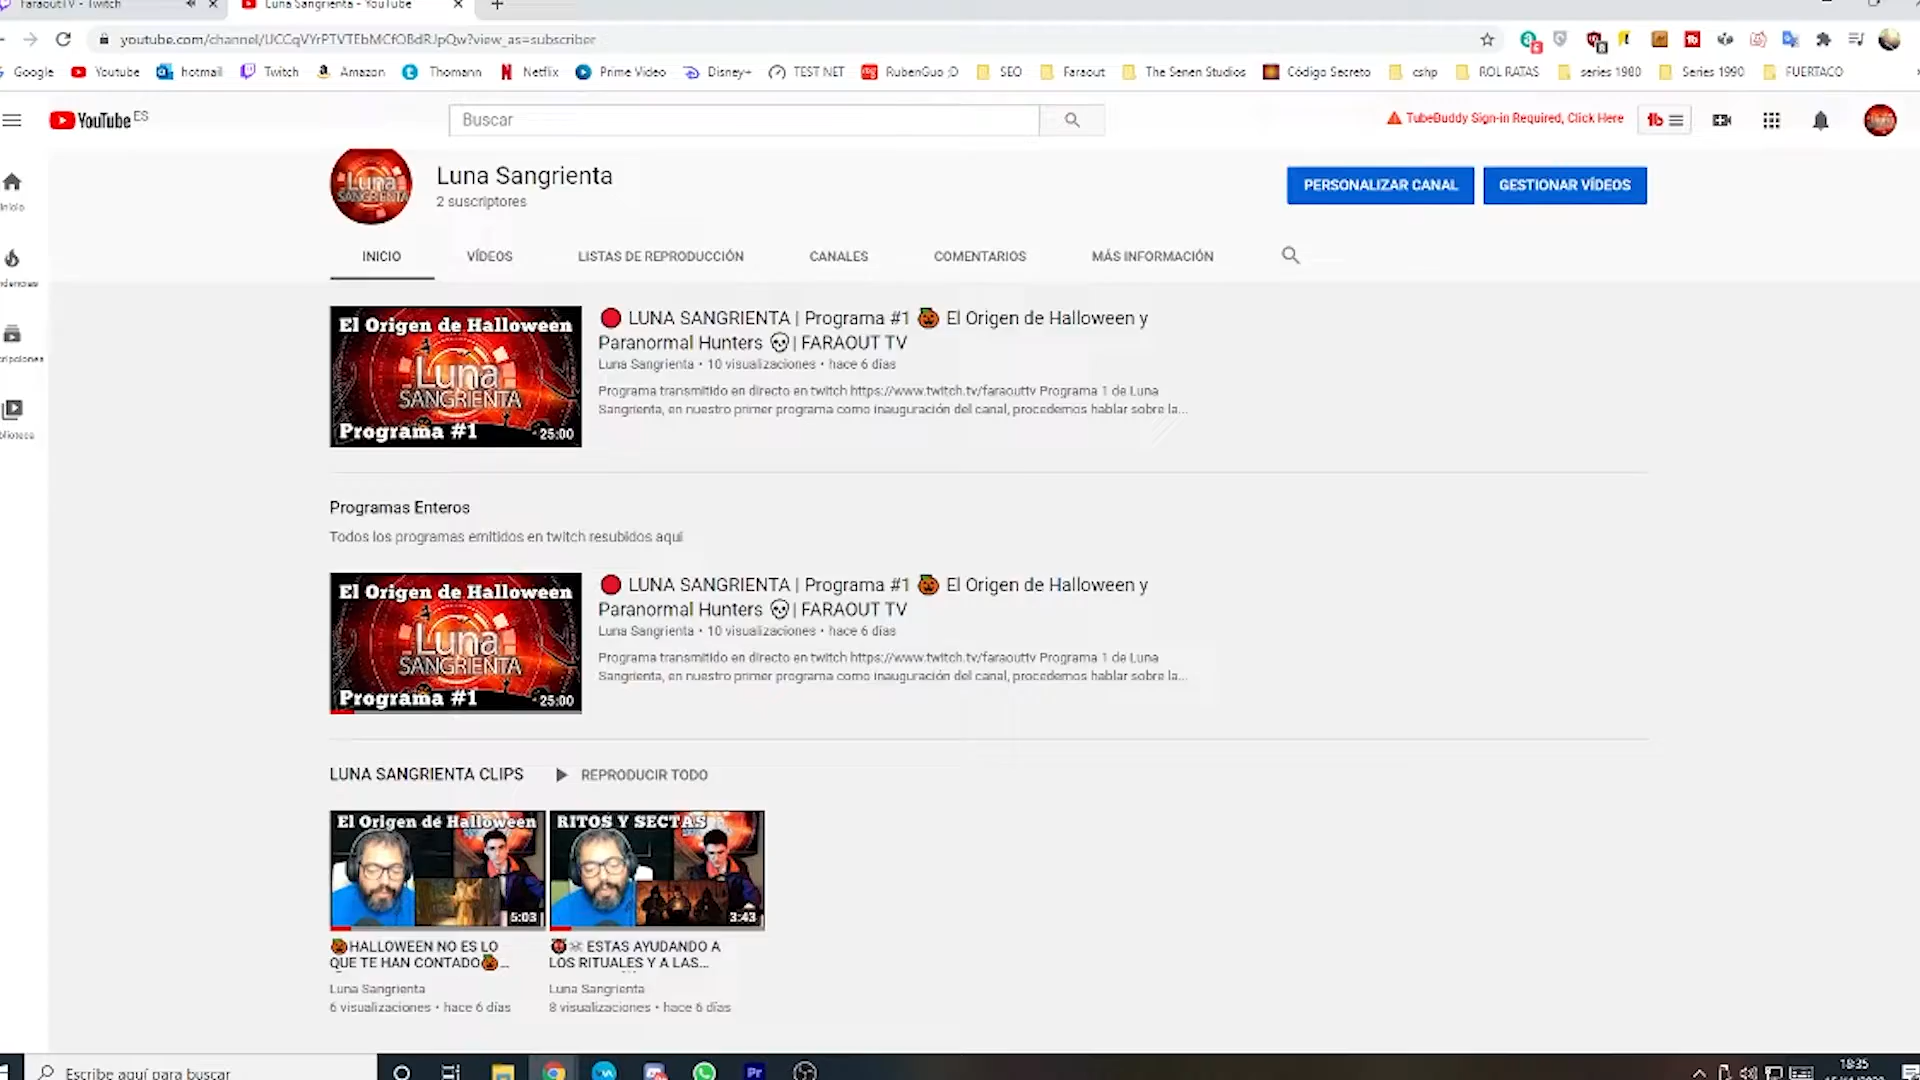 FaraoutTV - Twitch
Luna Sangrienta - YouTube
youtube.com/channel/UCCqVYrPTVTEbMCfOBdRJpQw?view_as=subscriber
Google Youtube hotmail Twitch Amazon Thomann Netflix Prime Video Disney+ TEST NET RubenGuo ;D SEO Faraout The Senen Studios Código Secreto cshp ROL RATAS series 1980 Series 1990 FUERTACO
YouTube ES
Buscar
TubeBuddy Sign-in Required, Click Here
Luna Sangrienta
2 suscriptores
PERSONALIZAR CANAL
GESTIONAR VÍDEOS
INICIO VÍDEOS LISTAS DE REPRODUCCIÓN CANALES COMENTARIOS MÁS INFORMACIÓN
El Origen de Halloween
Luna
SANGRIENTA
Programa #1
25:00
🔴 LUNA SANGRIENTA | Programa #1 🎃 El Origen de Halloween y
Paranormal Hunters 💀| FARAOUT TV
Luna Sangrienta • 10 visualizaciones • hace 6 días
Programa transmitido en directo en twitch https://www.twitch.tv/faraouttv Programa 1 de Luna
Sangrienta, en nuestro primer programa como inauguración del canal, procedemos hablar sobre la...
Programas Enteros
Todos los programas emitidos en twitch resubidos aqui
El Origen de Halloween
Luna
SANGRIENTA
Programa #1
25:00
🔴 LUNA SANGRIENTA | Programa #1 🎃 El Origen de Halloween y
Paranormal Hunters 💀| FARAOUT TV
Luna Sangrienta • 10 visualizaciones • hace 6 días
Programa transmitido en directo en twitch https://www.twitch.tv/faraouttv Programa 1 de Luna
Sangrienta, en nuestro primer programa como inauguración del canal, procedemos hablar sobre la...
LUNA SANGRIENTA CLIPS
REPRODUCIR TODO
El Origen de Halloween
5:03
🎃HALLOWEEN NO ES LO
QUE TE HAN CONTADO🎃...
Luna Sangrienta
6 visualizaciones • hace 6 días
RITOS Y SECTAS
3:43
ESTAS AYUDANDO A
LOS RITUALES Y A LAS...
Luna Sangrienta
8 visualizaciones • hace 6 días
Escribe aquí para buscar
18:35